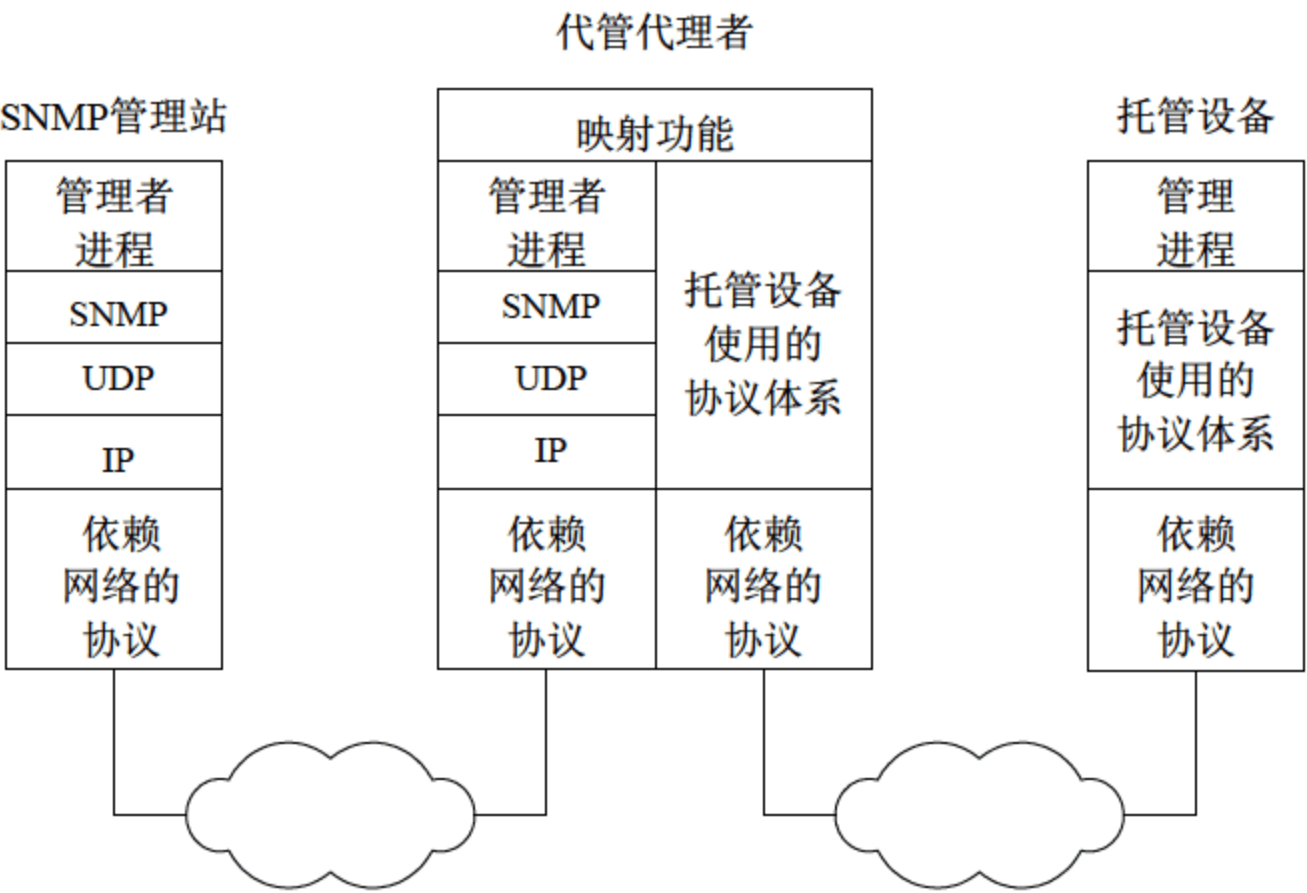 代管代理者
SNMP管理站
管理者
进程
SNMP
UDP
IP
依赖
网络的
协议
映射功能
管理者
进程
SNMP
UDP
IP
托管设备
使用的
协议体系
依赖
网络的
协议
依赖
网络的
协议
托管设备
管理
进程
托管设备
使用的
协议体系
依赖
网络的
协议